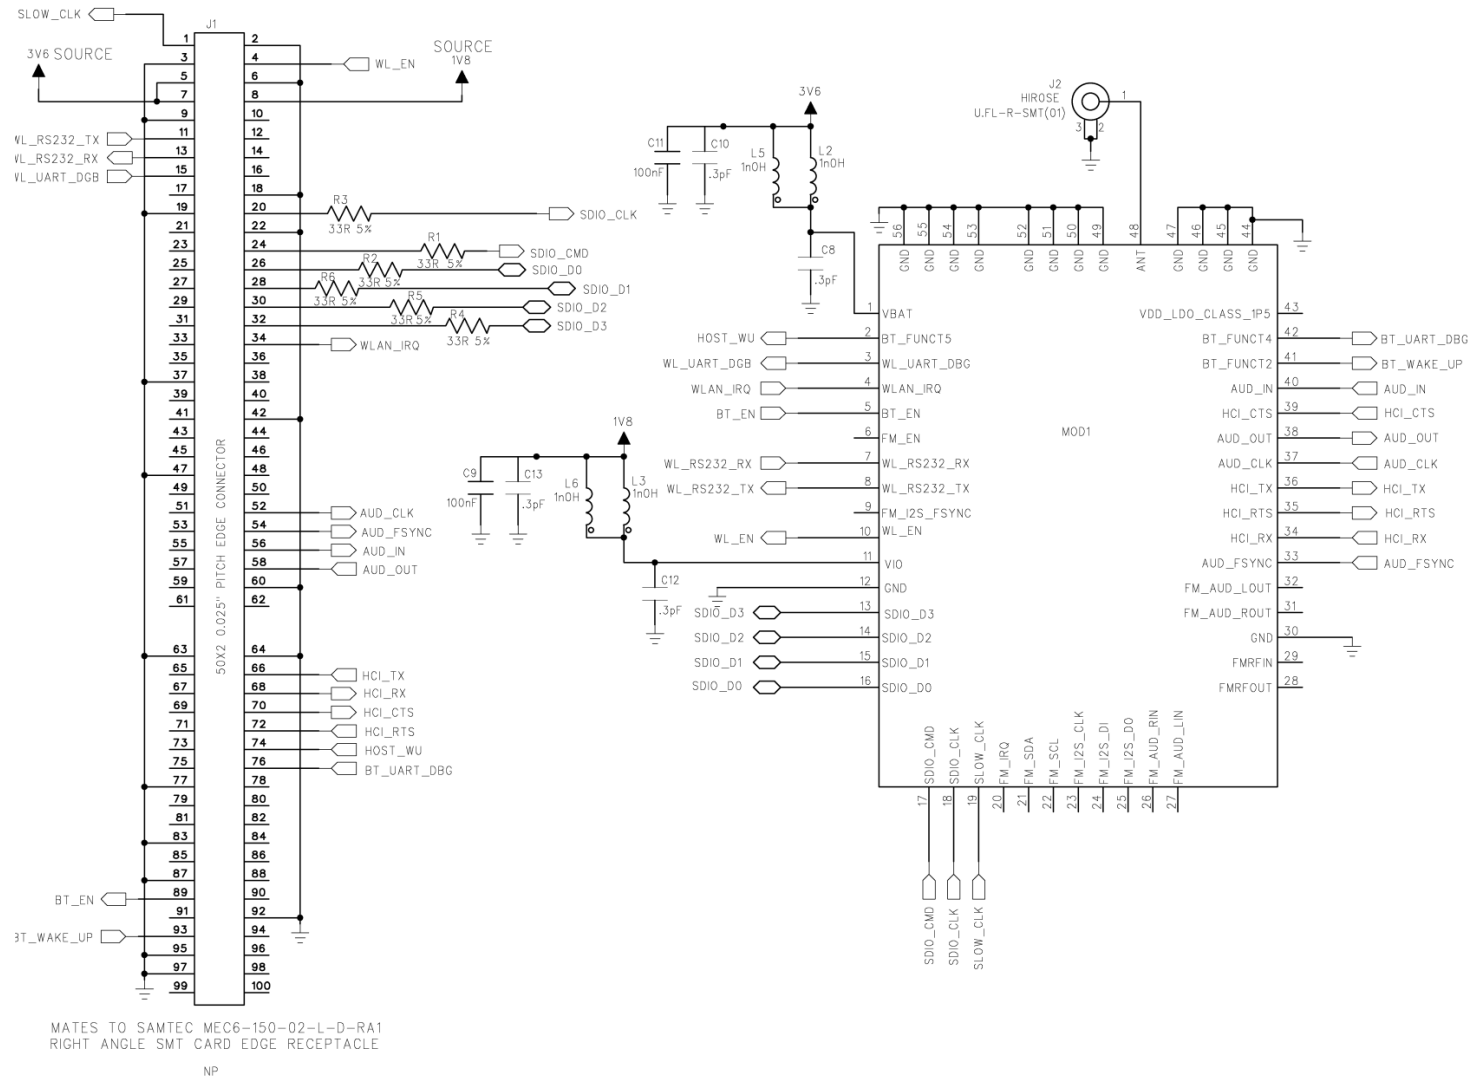 SLOW_CLK
J1
3V6 SOURCE
SOURCE
1V8
WL_EN
1 2
3 4
5 6
7 8
9 10
11 12
13 14
15 16
17 18
19 20
21 22
23 24
25 26
27 28
29 30
31 32
33 34
35 36
37 38
39 40
41 42
43 44
45 46
47 48
49 50
51 52
53 54
55 56
57 58
59 60
61 62
63 64
65 66
67 68
69 70
71 72
73 74
75 76
77 78
79 80
81 82
83 84
85 86
87 88
89 90
91 92
93 94
95 96
97 98
99 100
50X2 0.025" PITCH EDGE CONNECTOR
VL_RS232_TX
VL_RS232_RX
VL_UART_DGB
BT_EN
3T_WAKE_UP
R3
33R 5%
SDIO_CLK
R1
33R 5%
SDIO_CMD
R2
33R 5%
SDIO_D0
R6
33R 5%
SDIO_D1
R5
33R 5%
SDIO_D2
R4
33R 5%
SDIO_D3
WLAN_IRQ
AUD_CLK
AUD_FSYNC
AUD_IN
AUD_OUT
HCI_TX
HCI_RX
HCI_CTS
HCI_RTS
HOST_WU
BT_UART_DBG
MATES TO SAMTEC MEC6-150-02-L-D-RA1
RIGHT ANGLE SMT CARD EDGE RECEPTACLE
NP
3V6
C11
100nF
C10
.3pF
L5
1n0H
L2
1n0H
C8
.3pF
1V8
C9
100nF
C13
.3pF
L6
1n0H
L3
1n0H
C12
.3pF
J2
HIROSE
U.FL-R-SMT(01)
1
3 2
56 55 54 53 52 51 50 49 48 47 46 45 44
GND GND GND GND GND GND GND GND ANT GND GND GND GND
MOD1
1 VBAT
HOST_WU 2 BT_FUNCT5
WL_UART_DGB 3 WL_UART_DBG
WLAN_IRQ 4 WLAN_IRQ
BT_EN 5 BT_EN
6 FM_EN
WL_RS232_RX 7 WL_RS232_RX
WL_RS232_TX 8 WL_RS232_TX
9 FM_I2S_FSYNC
WL_EN 10 WL_EN
11 VIO
12 GND
SDIO_D3 13 SDIO_D3
SDIO_D2 14 SDIO_D2
SDIO_D1 15 SDIO_D1
SDIO_D0 16 SDIO_D0
VDD_LDO_CLASS_1P5 43
BT_FUNCT4 42 BT_UART_DBG
BT_FUNCT2 41 BT_WAKE_UP
AUD_IN 40 AUD_IN
HCI_CTS 39 HCI_CTS
AUD_OUT 38 AUD_OUT
AUD_CLK 37 AUD_CLK
HCI_TX 36 HCI_TX
HCI_RTS 35 HCI_RTS
HCI_RX 34 HCI_RX
AUD_FSYNC 33 AUD_FSYNC
FM_AUD_LOUT 32
FM_AUD_ROUT 31
GND 30
FMRFIN 29
FMRFOUT 28
SDIO_CMD SDIO_CLK SLOW_CLK FM_IRQ FM_SDA FM_SCL FM_I2S_CLK FM_I2S_DI FM_I2S_DO FM_AUD_RIN FM_AUD_LIN
17 18 19 20 21 22 23 24 25 26 27
SDIO_CMD SDIO_CLK SLOW_CLK